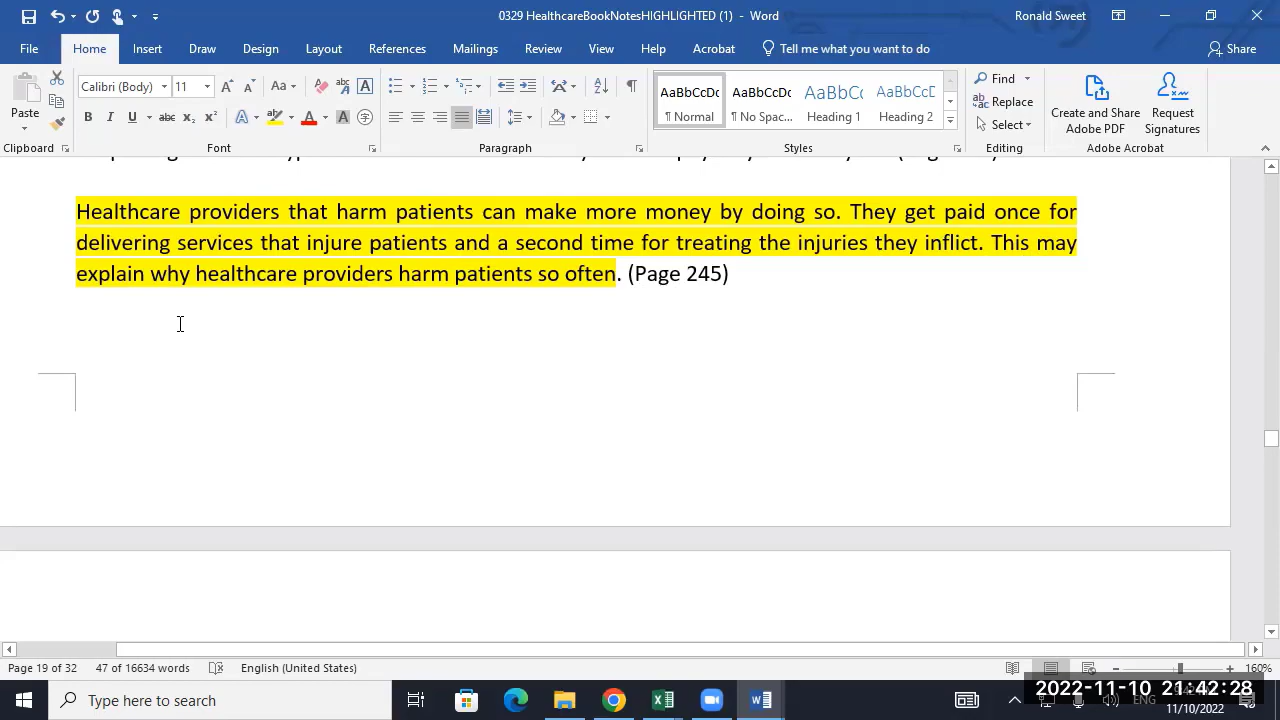 0329 HealthcareBookNotesHIGHLIGHTED (1) - Word
Ronald Sweet
File Home Insert Draw Design Layout References Mailings Review View Help Acrobat Tell me what you want to do Share
Paste
Calibri (Body) 11
Aa
B I U abc x₂ x²
AaBbCcDc AaBbCcDc AaBbCc AaBbCcD
¶ Normal ¶ No Spac... Heading 1 Heading 2
Find
Replace
Select
Create and Share Adobe PDF
Request Signatures
Clipboard Font Paragraph Styles Editing Adobe Acrobat
Healthcare providers that harm patients can make more money by doing so. They get paid once for
delivering services that injure patients and a second time for treating the injuries they inflict. This may
explain why healthcare providers harm patients so often. (Page 245)
Page 19 of 32 47 of 16634 words English (United States) 160%
Type here to search
ENG
2022-11-10 21:42:28
11/10/2022